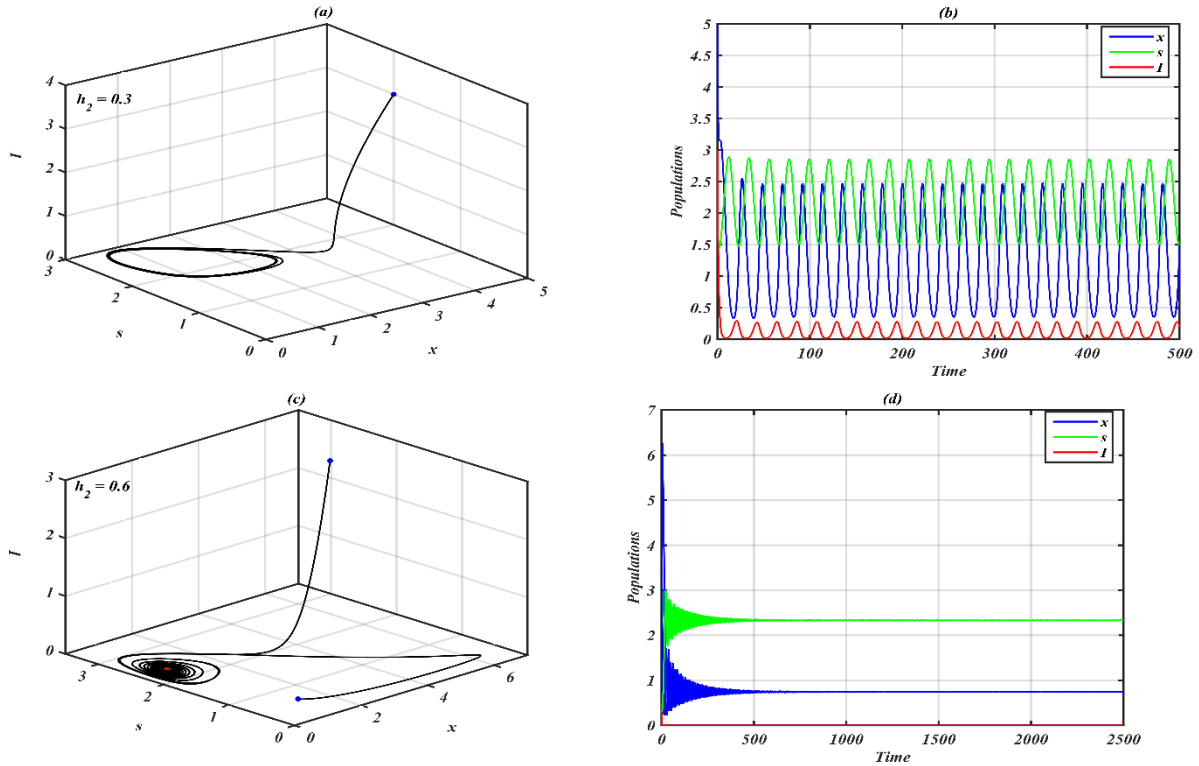 (a)
h2 = 0.3
I
4
3
2
1
0
3
2
1
0
s
0
1
2
3
4
5
x
(b)
Populations
5
4.5
4
3.5
3
2.5
2
1.5
1
0.5
0
0
100
200
300
400
500
Time
x
s
I
(c)
h2 = 0.6
I
3
2
1
0
3
2
1
0
s
0
2
4
6
x
(d)
Populations
7
6
5
4
3
2
1
0
0
500
1000
1500
2000
2500
Time
x
s
I